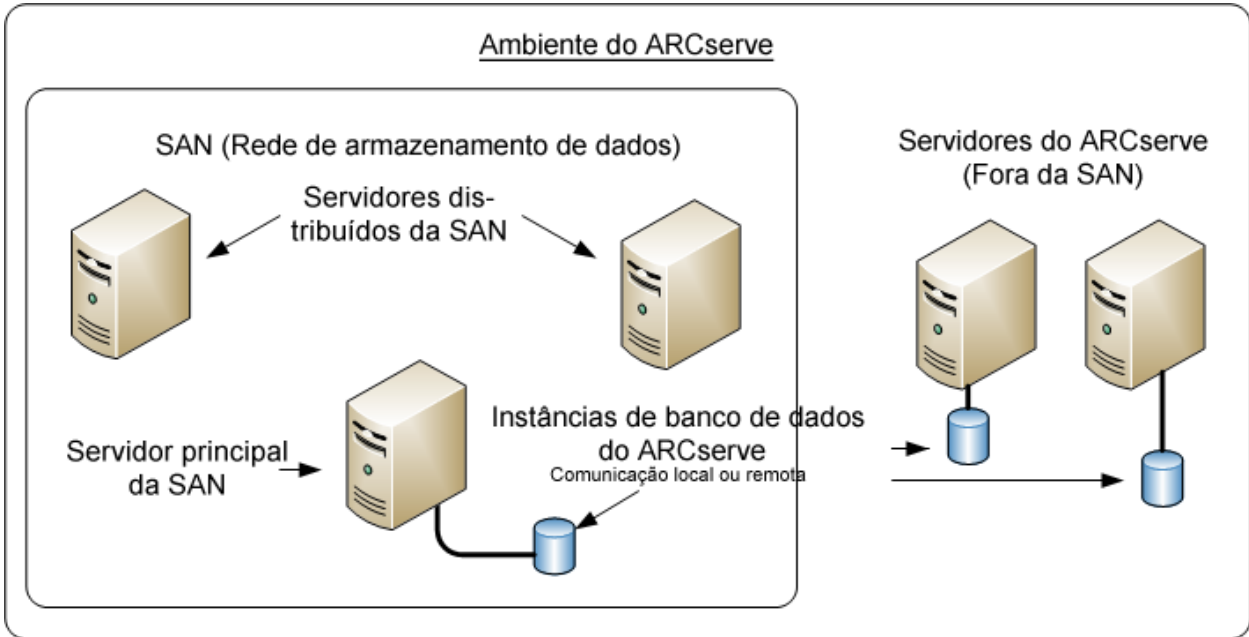 Ambiente do ARCserve
SAN (Rede de armazenamento de dados)
Servidores dis-
tribuídos da SAN
Servidores do ARCserve
(Fora da SAN)
Servidor principal
da SAN
Instâncias de banco de dados
do ARCserve
Comunicação local ou remota